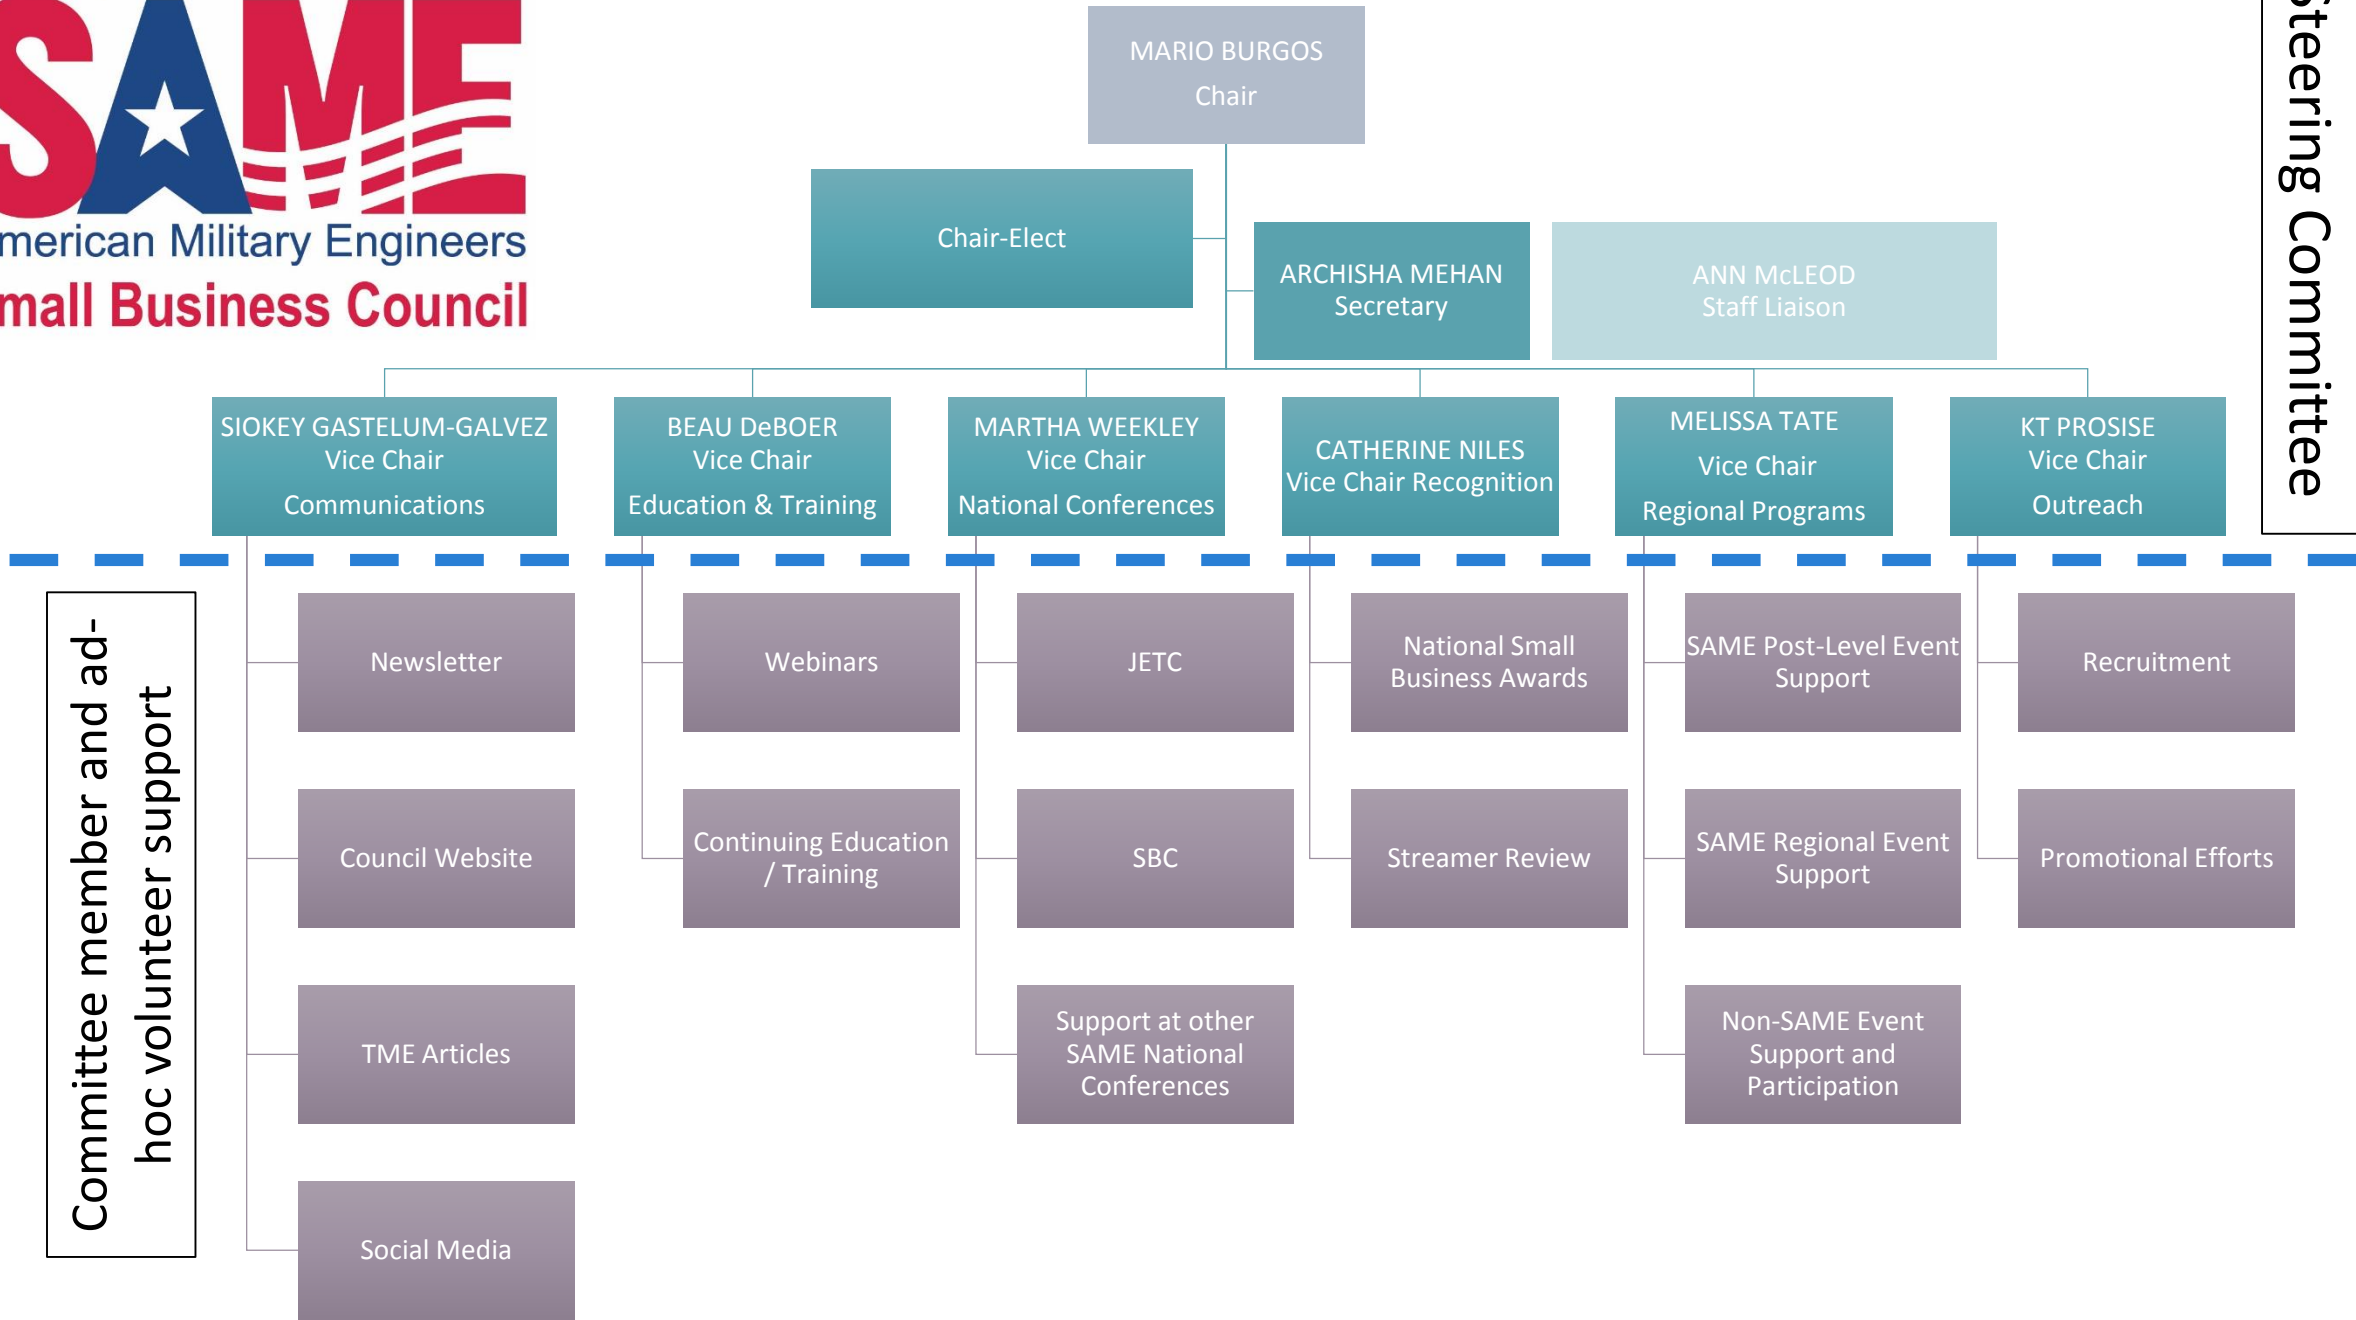 SAME
merican Military Engineers
mall Business Council
MARIO BURGOS
Chair
Chair-Elect
ARCHISHA MEHAN
Secretary
ANN McLEOD
Staff Liaison
Steering Committee
SIOKEY GASTELUM-GALVEZ
Vice Chair
Communications
BEAU DeBOER
Vice Chair
Education & Training
MARTHA WEEKLEY
Vice Chair
National Conferences
CATHERINE NILES
Vice Chair Recognition
MELISSA TATE
Vice Chair
Regional Programs
KT PROSISE
Vice Chair
Outreach
Committee member and ad-
hoc volunteer support
Newsletter
Council Website
TME Articles
Social Media
Webinars
Continuing Education
/ Training
JETC
SBC
Support at other
SAME National
Conferences
National Small
Business Awards
Streamer Review
SAME Post-Level Event
Support
SAME Regional Event
Support
Non-SAME Event
Support and
Participation
Recruitment
Promotional Efforts